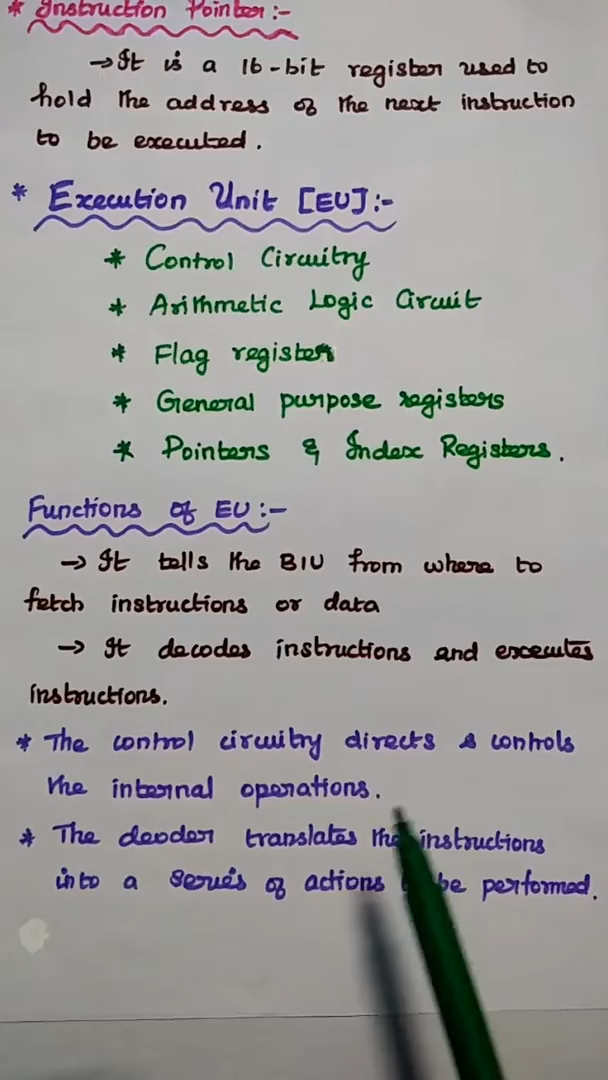 * Instruction Pointer:-
→ It is a 16-bit register used to
hold the address of the next instruction
to be executed.
* Execution Unit [EU]:-
* Control Circuitry
* Arithmetic Logic Circuit
* Flag register
* General purpose registers
* Pointers & Index Registers.
Functions of EU:-
→ It tells the BIU from where to
fetch instructions or data
→ It decodes instructions and executes
instructions.
* The control circuitry directs & controls
the internal operations.
* The deoder translates the instructions
into a series of actions be performed.